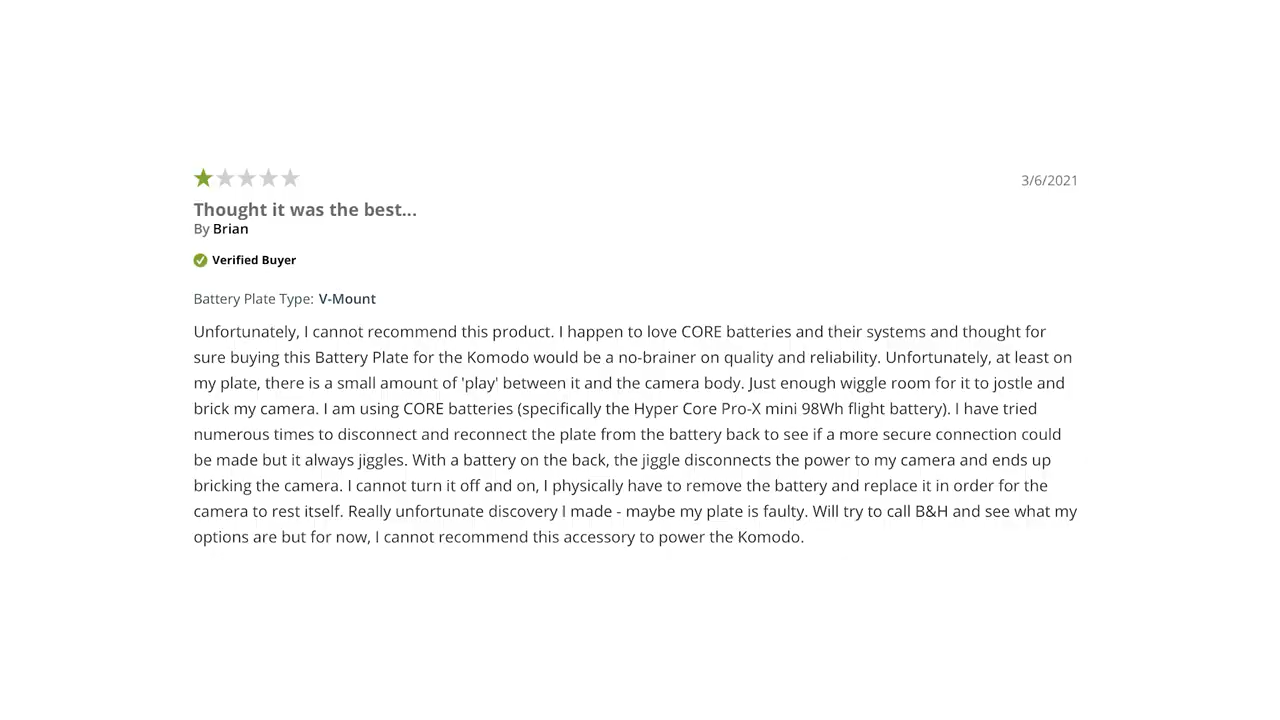 3/6/2021
Thought it was the best...
By Brian
Verified Buyer
Battery Plate Type: V-Mount
Unfortunately, I cannot recommend this product. I happen to love CORE batteries and their systems and thought for
sure buying this Battery Plate for the Komodo would be a no-brainer on quality and reliability. Unfortunately, at least on
my plate, there is a small amount of 'play' between it and the camera body. Just enough wiggle room for it to jostle and
brick my camera. I am using CORE batteries (specifically the Hyper Core Pro-X mini 98Wh flight battery). I have tried
numerous times to disconnect and reconnect the plate from the battery back to see if a more secure connection could
be made but it always jiggles. With a battery on the back, the jiggle disconnects the power to my camera and ends up
bricking the camera. I cannot turn it off and on, I physically have to remove the battery and replace it in order for the
camera to rest itself. Really unfortunate discovery I made - maybe my plate is faulty. Will try to call B&H and see what my
options are but for now, I cannot recommend this accessory to power the Komodo.